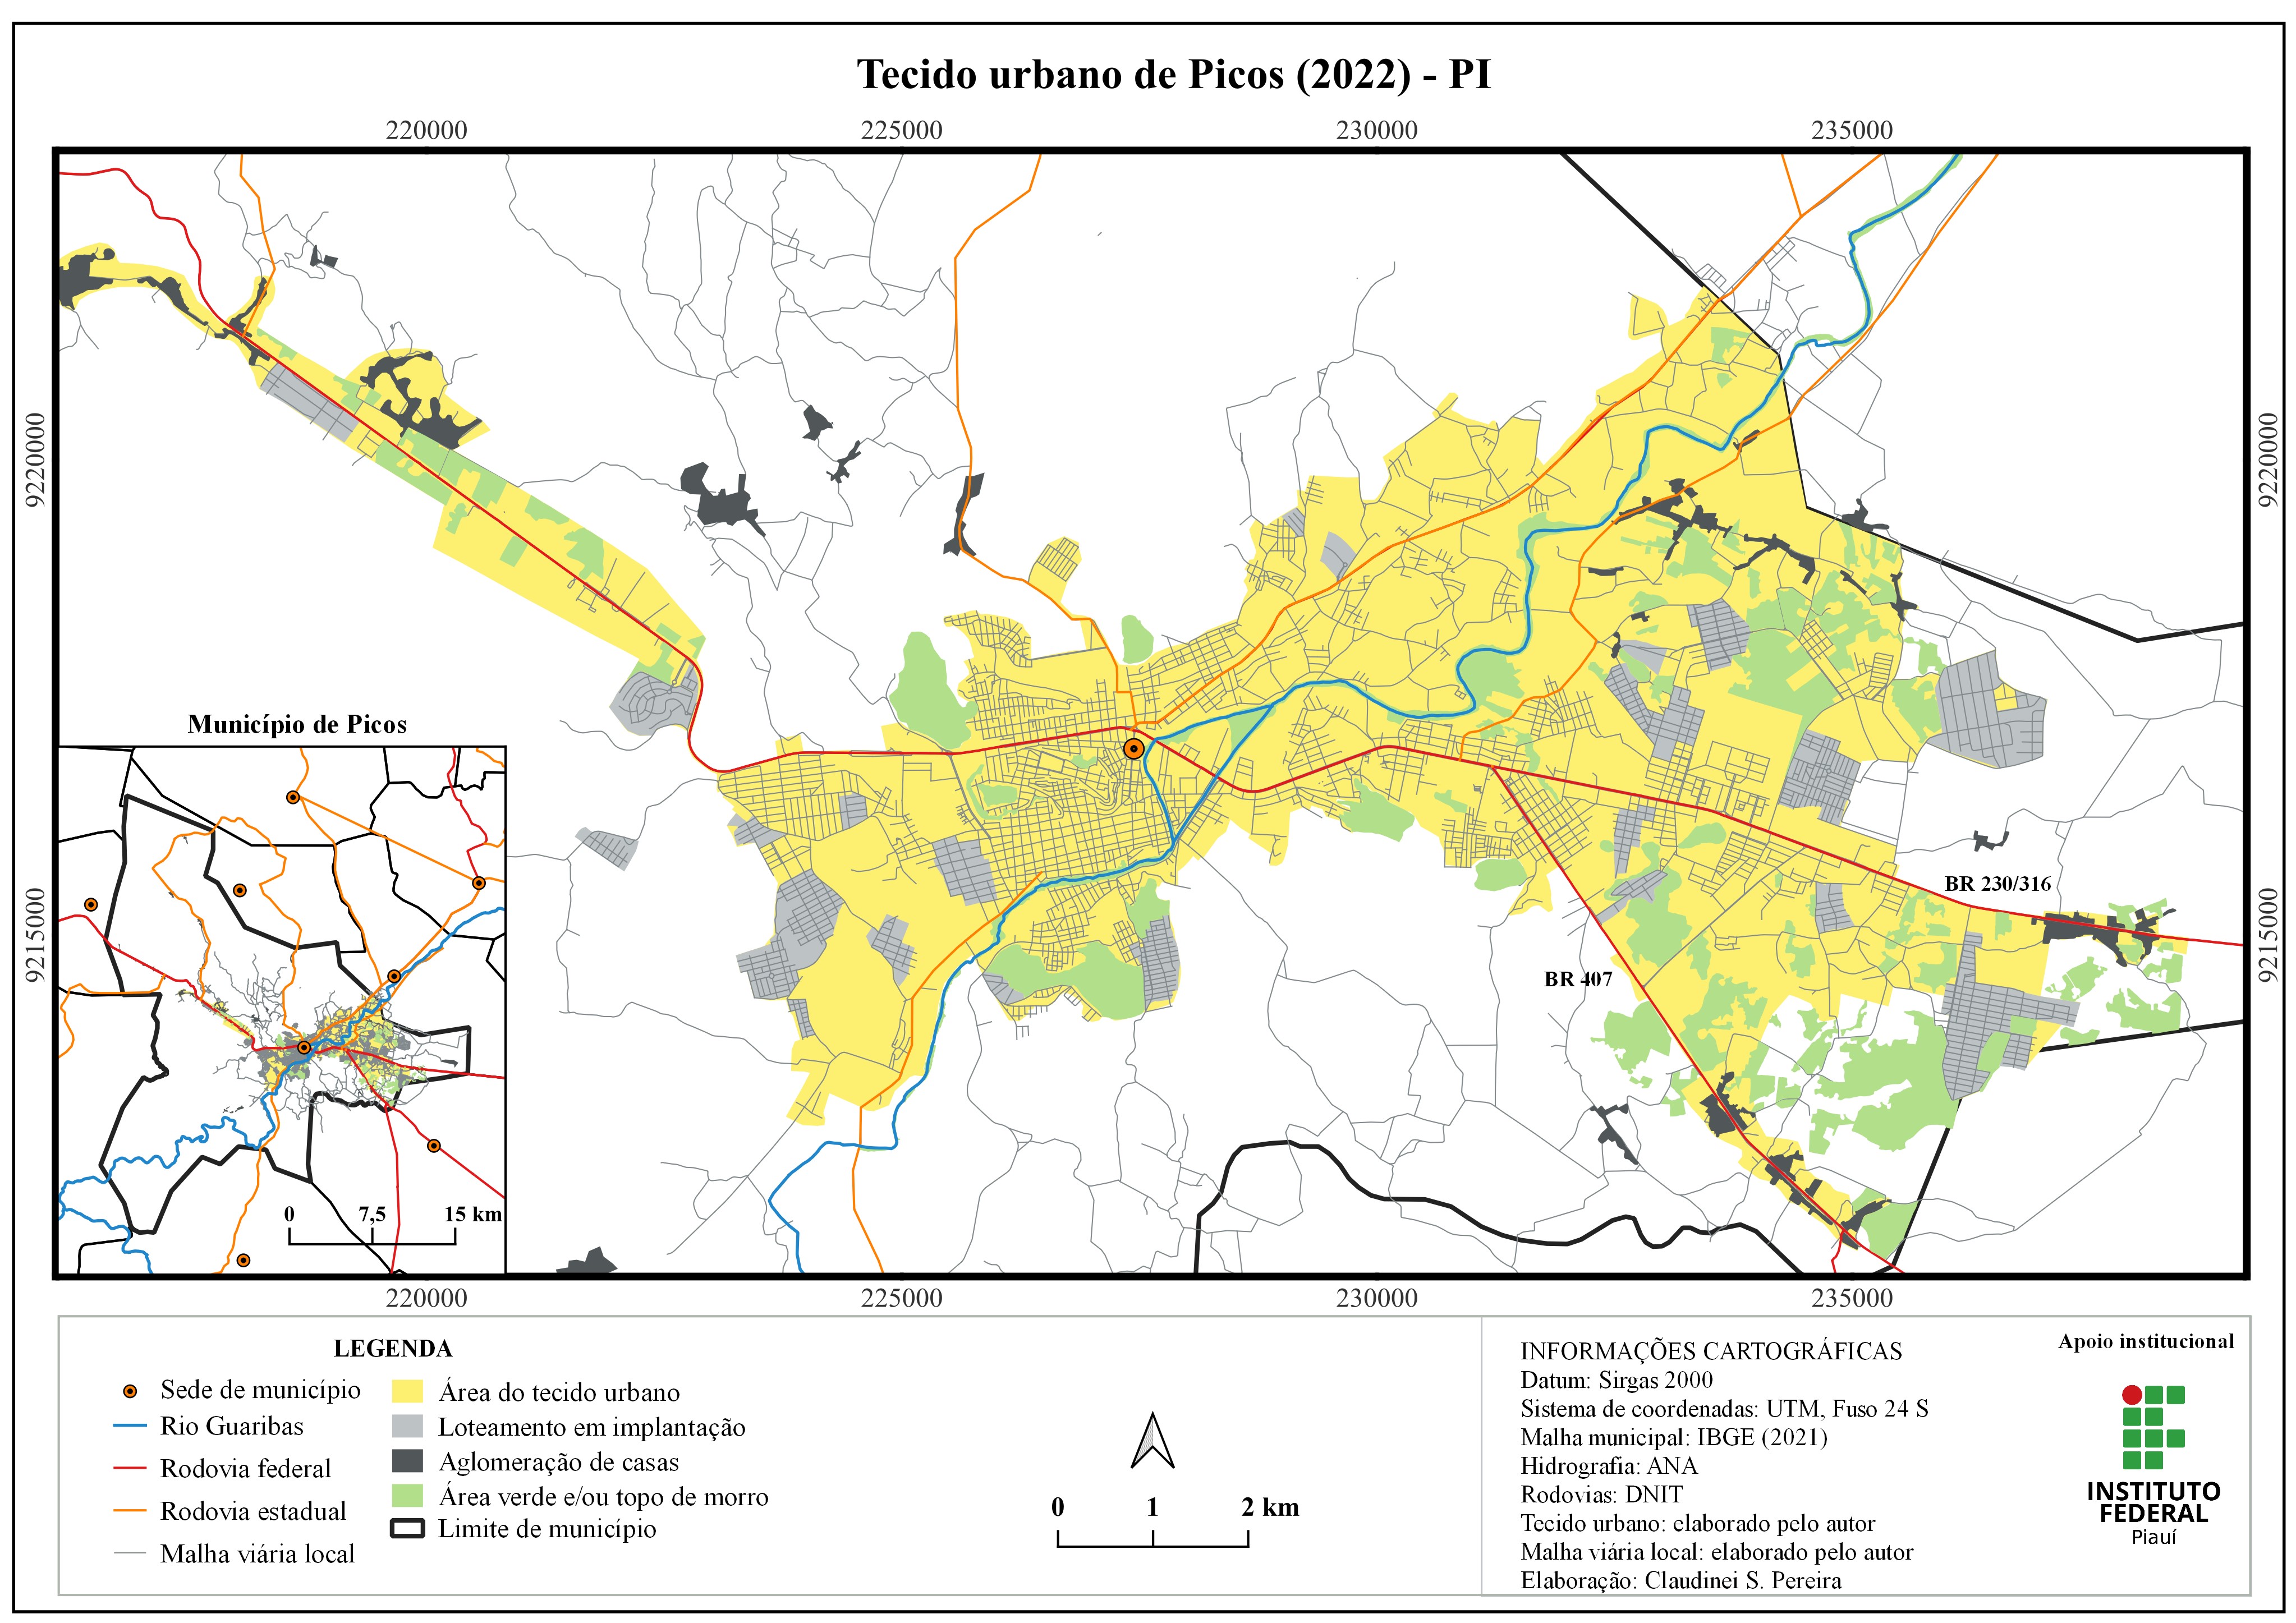 Tecido urbano de Picos (2022) - PI
220000
225000
230000
235000
9220000
9220000
Município de Picos
9215000
9215000
BR 230/316
BR 407
0
7,5
15 km
220000
225000
230000
235000
LEGENDA
Sede de município
Rio Guaribas
Rodovia federal
Rodovia estadual
Malha viária local
Área do tecido urbano
Loteamento em implantação
Aglomeração de casas
Área verde e/ou topo de morro
Limite de município
0
1
2 km
INFORMAÇÕES CARTOGRÁFICAS
Datum: Sirgas 2000
Sistema de coordenadas: UTM, Fuso 24 S
Malha municipal: IBGE (2021)
Hidrografia: ANA
Rodovias: DNIT
Tecido urbano: elaborado pelo autor
Malha viária local: elaborado pelo autor
Elaboração: Claudinei S. Pereira
Apoio institucional
INSTITUTO
FEDERAL
Piauí